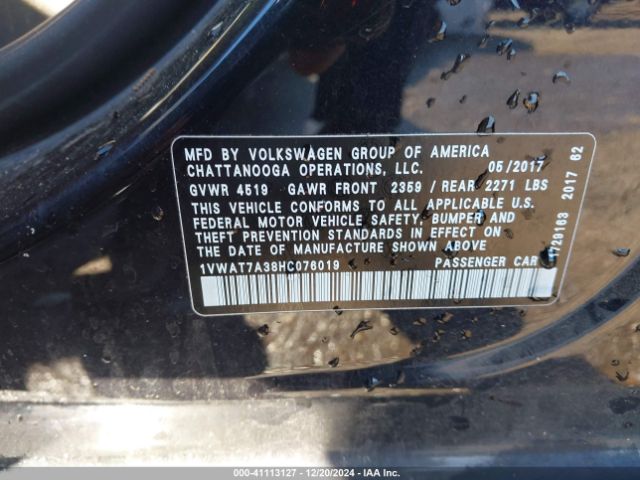 MFD BY VOLKSWAGEN GROUP OF AMERICA
CHATTANOOGA OPERATIONS, LLC. 05/2017
GVWR 4519 GAWR FRONT 2359 / REAR 2271 LBS
THIS VEHICLE CONFORMS TO ALL APPLICABLE U.S.
FEDERAL MOTOR VEHICLE SAFETY, BUMPER AND
THEFT PREVENTION STANDARDS IN EFFECT ON
THE DATE OF MANUFACTURE SHOWN ABOVE
1VWAT7A38HC076019 PASSENGER CAR
1729163 2017 62
000-41113127 - 12/20/2024 - IAA Inc.